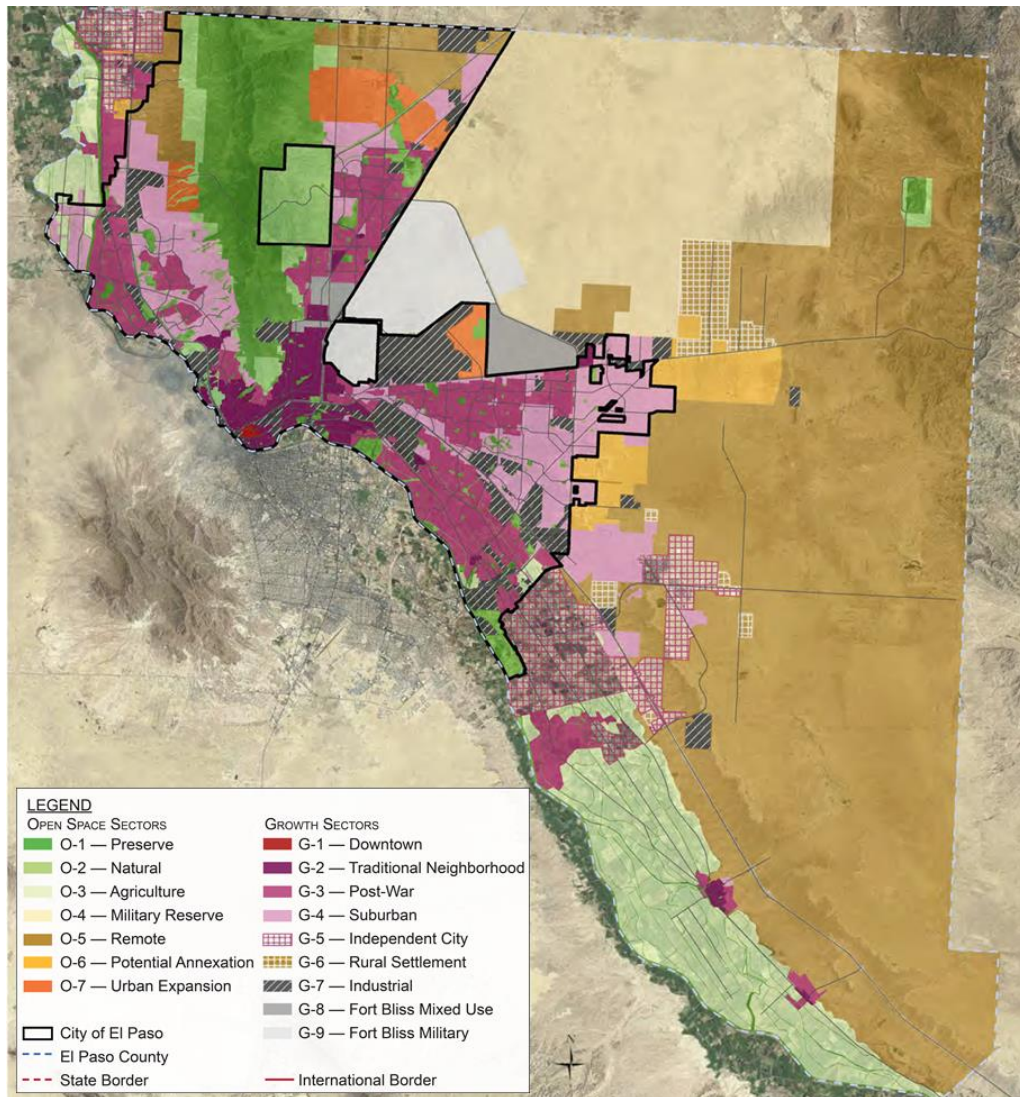 LEGEND
OPEN SPACE SECTORS
O-1 — Preserve
O-2 — Natural
O-3 — Agriculture
O-4 — Military Reserve
O-5 — Remote
O-6 — Potential Annexation
O-7 — Urban Expansion
City of El Paso
El Paso County
State Border
GROWTH SECTORS
G-1 — Downtown
G-2 — Traditional Neighborhood
G-3 — Post-War
G-4 — Suburban
G-5 — Independent City
G-6 — Rural Settlement
G-7 — Industrial
G-8 — Fort Bliss Mixed Use
G-9 — Fort Bliss Military
International Border
N